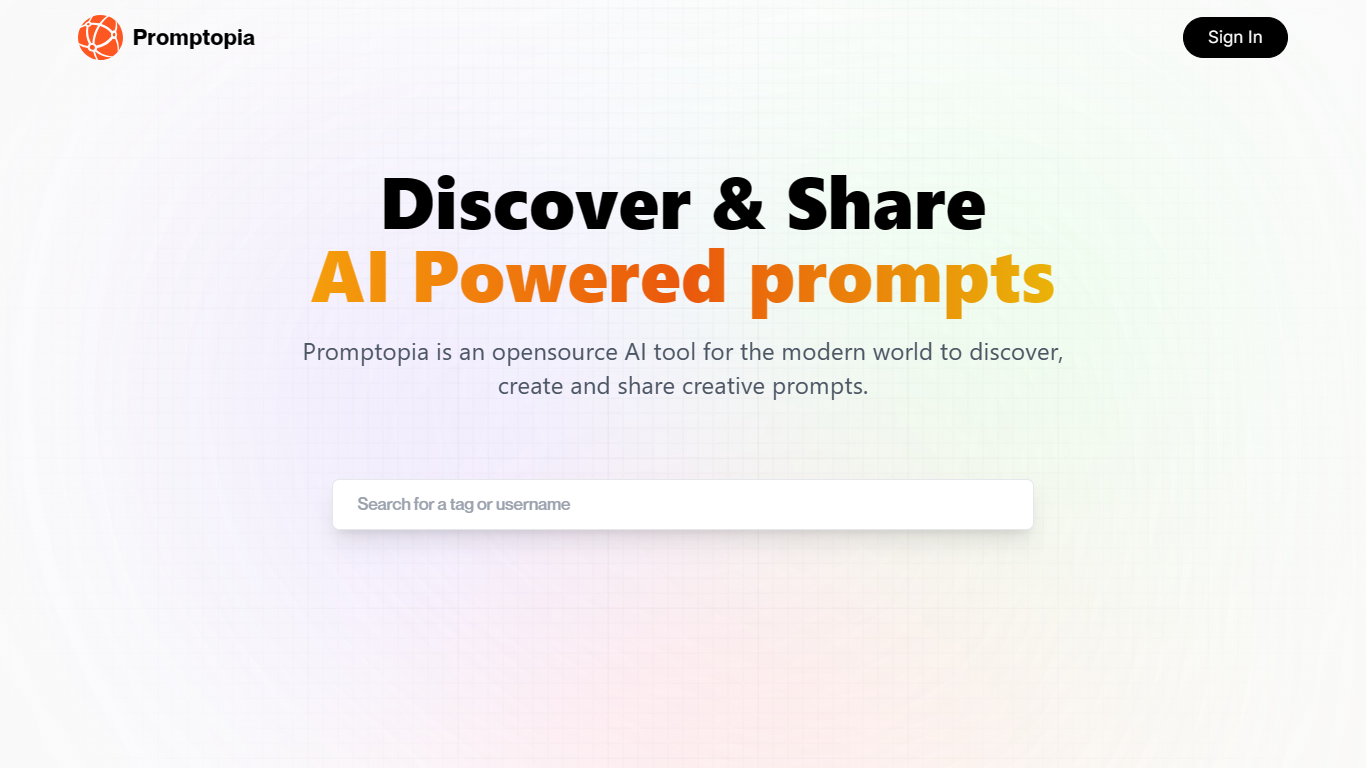 Promptopia
Sign In
Discover & Share
AI Powered prompts
Promptopia is an opensource AI tool for the modern world to discover,
create and share creative prompts.
Search for a tag or username